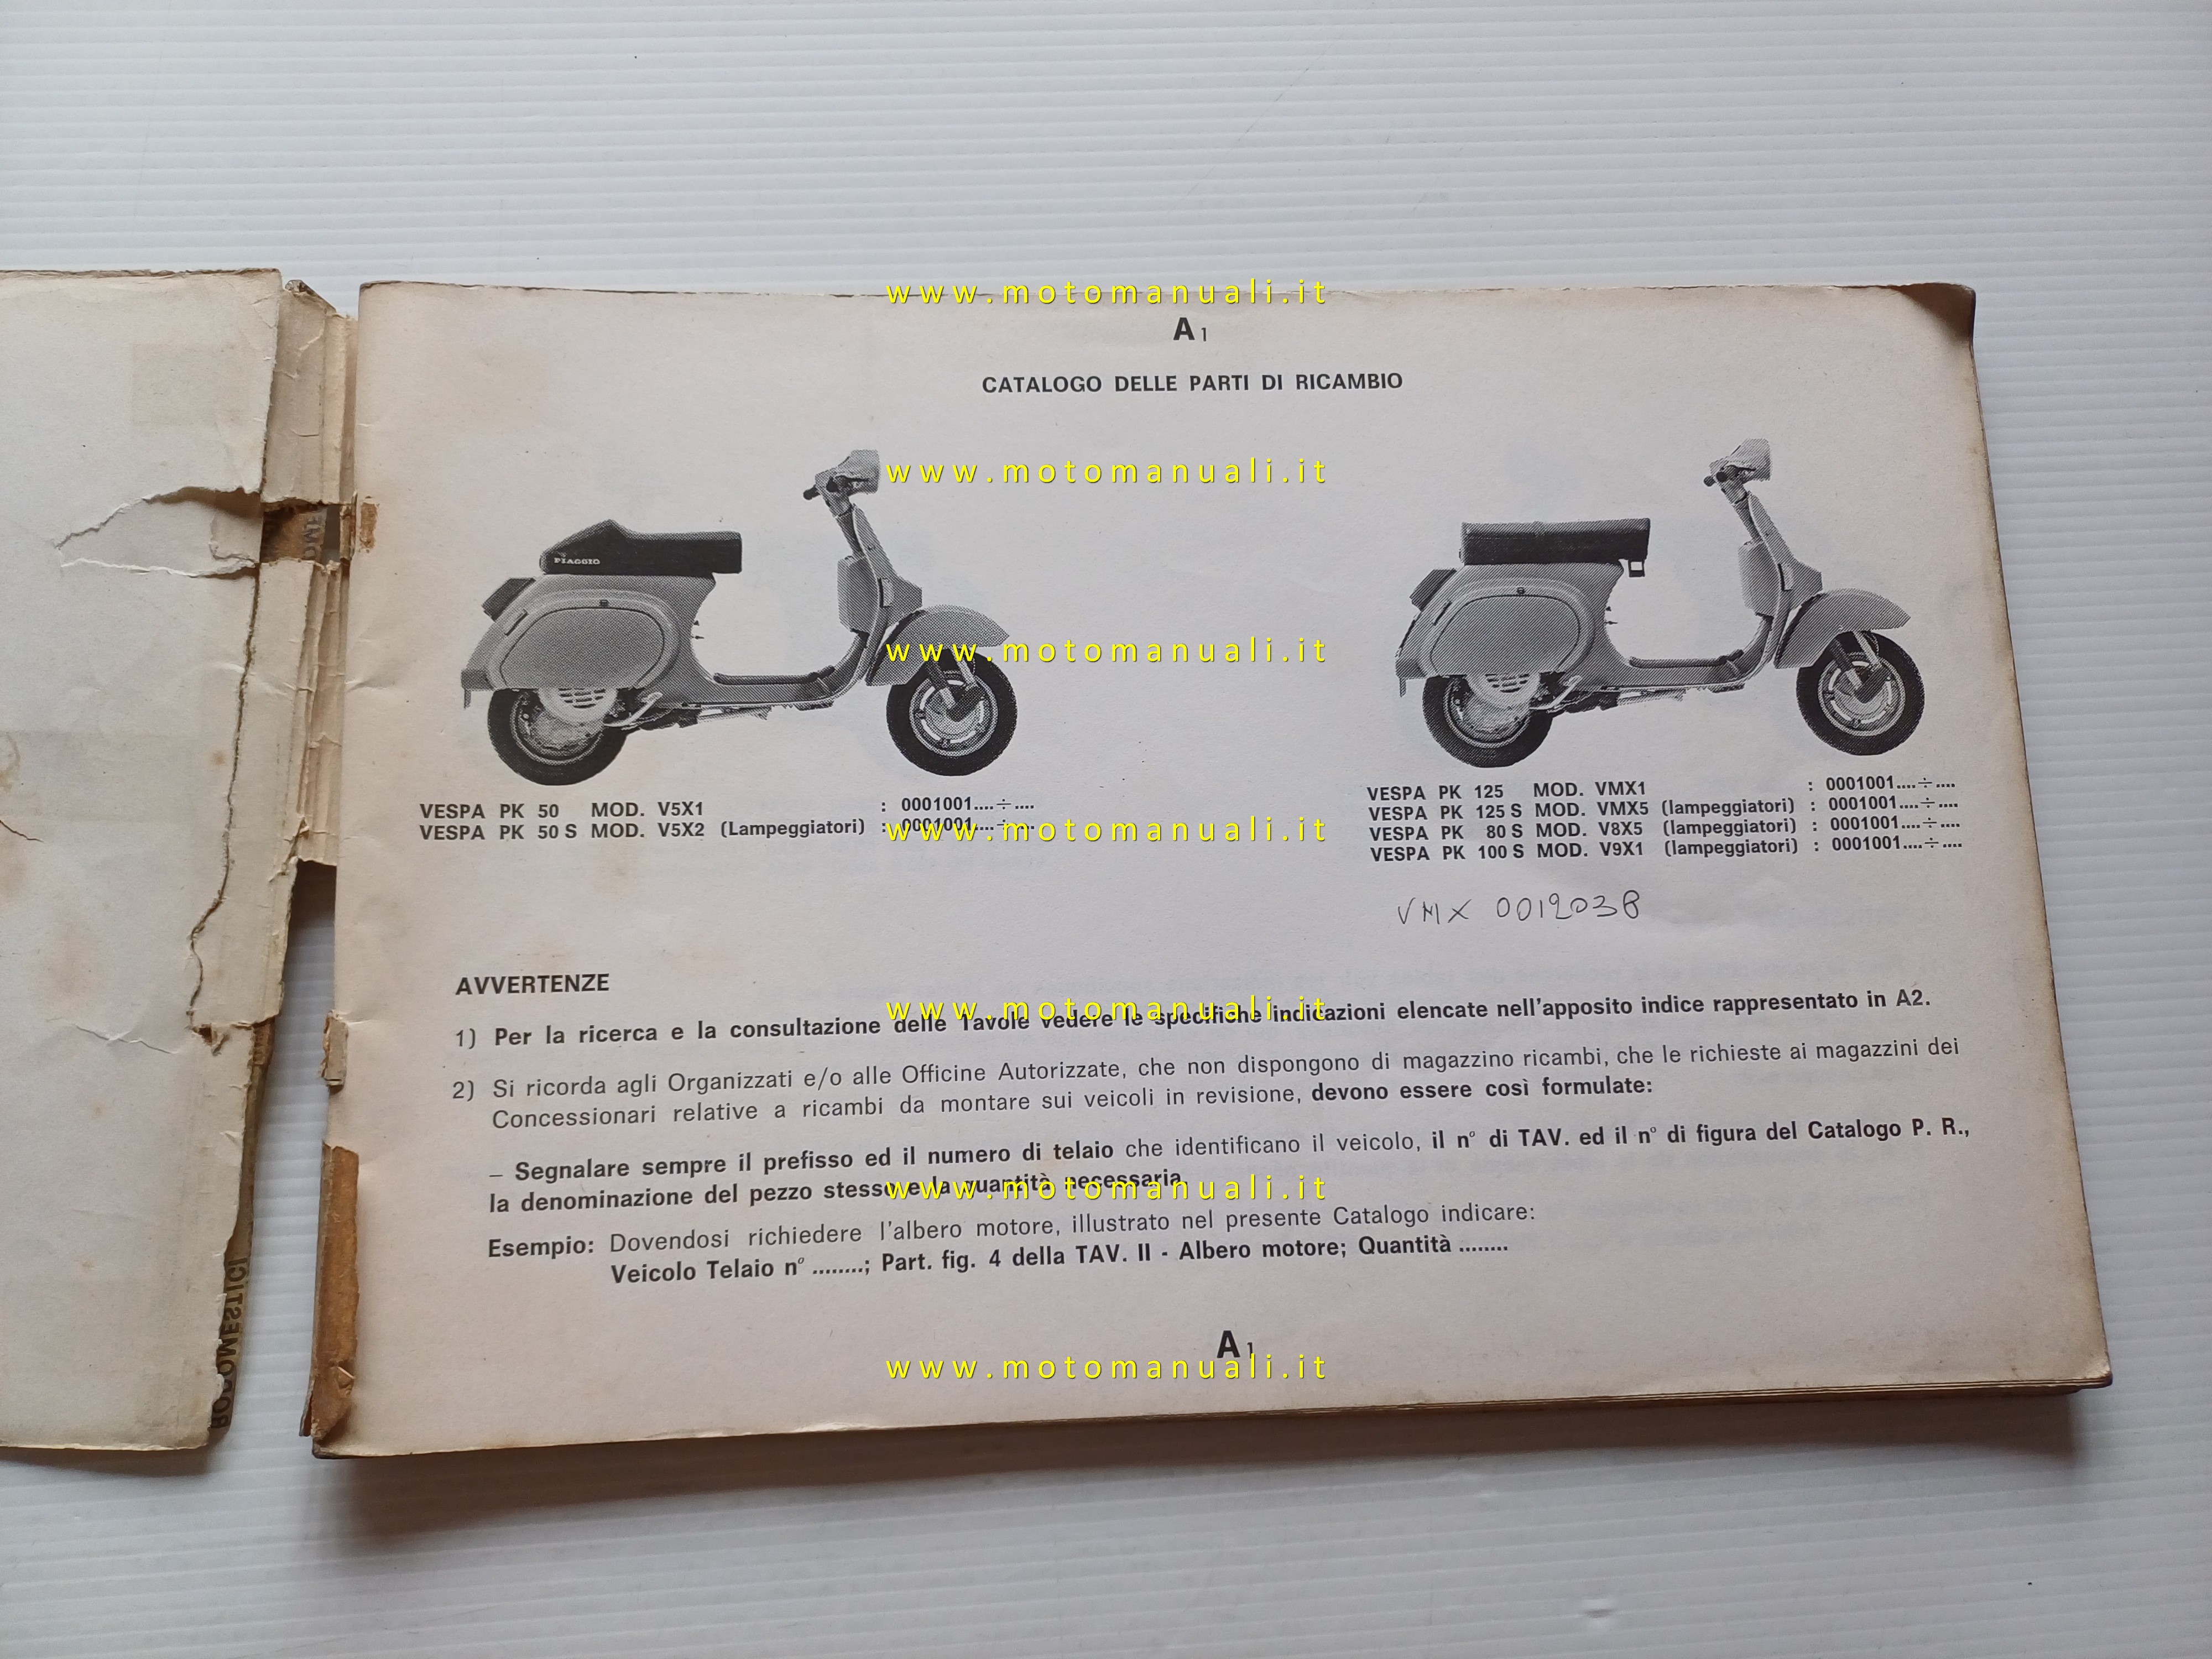 www.motomanuali.it
A 1
CATALOGO DELLE PARTI DI RICAMBIO
www.motomanuali.it
PIAGGIO
www.motomanuali.it
VESPA PK 50 MOD. V5X1 : 0001001....÷....
VESPA PK 50 S MOD. V5X2 (Lampeggiatori) : 0001001....÷....
VESPA PK 125 MOD. VMX1 : 0001001....÷....
VESPA PK 125 S MOD. VMX5 (lampeggiatori) : 0001001....÷....
VESPA PK 80 S MOD. V8X5 (lampeggiatori) : 0001001....÷....
VESPA PK 100 S MOD. V9X1 (lampeggiatori) : 0001001....÷....
www.motomanuali.it
VMX 0012038
AVVERTENZE
www.motomanuali.it
1) Per la ricerca e la consultazione delle Tavole vedere le specifiche indicazioni elencate nell'apposito indice rappresentato in A2.
2) Si ricorda agli Organizzati e/o alle Officine Autorizzate, che non dispongono di magazzino ricambi, che le richieste ai magazzini dei
Concessionari relative a ricambi da montare sui veicoli in revisione, devono essere così formulate:
– Segnalare sempre il prefisso ed il numero di telaio che identificano il veicolo, il n° di TAV. ed il n° di figura del Catalogo P. R.,
la denominazione del pezzo stesso e la quantità necessaria.
www.motomanuali.it
Esempio: Dovendosi richiedere l'albero motore, illustrato nel presente Catalogo indicare:
Veicolo Telaio n° ........; Part. fig. 4 della TAV. II - Albero motore; Quantità ........
A 1
www.motomanuali.it